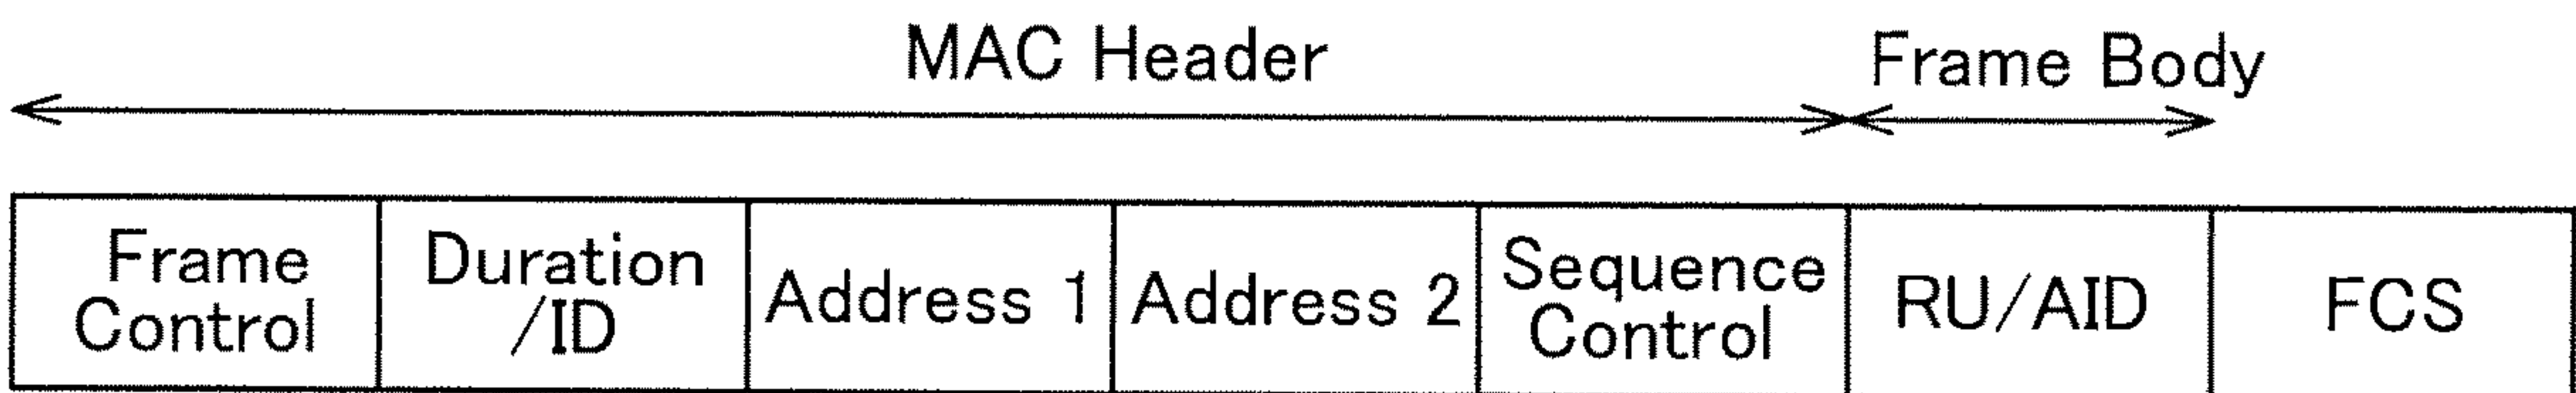 MAC Header
Frame Body
Frame
Control
Duration
/ID
Address 1
Address 2
Sequence
Control
RU/AID
FCS